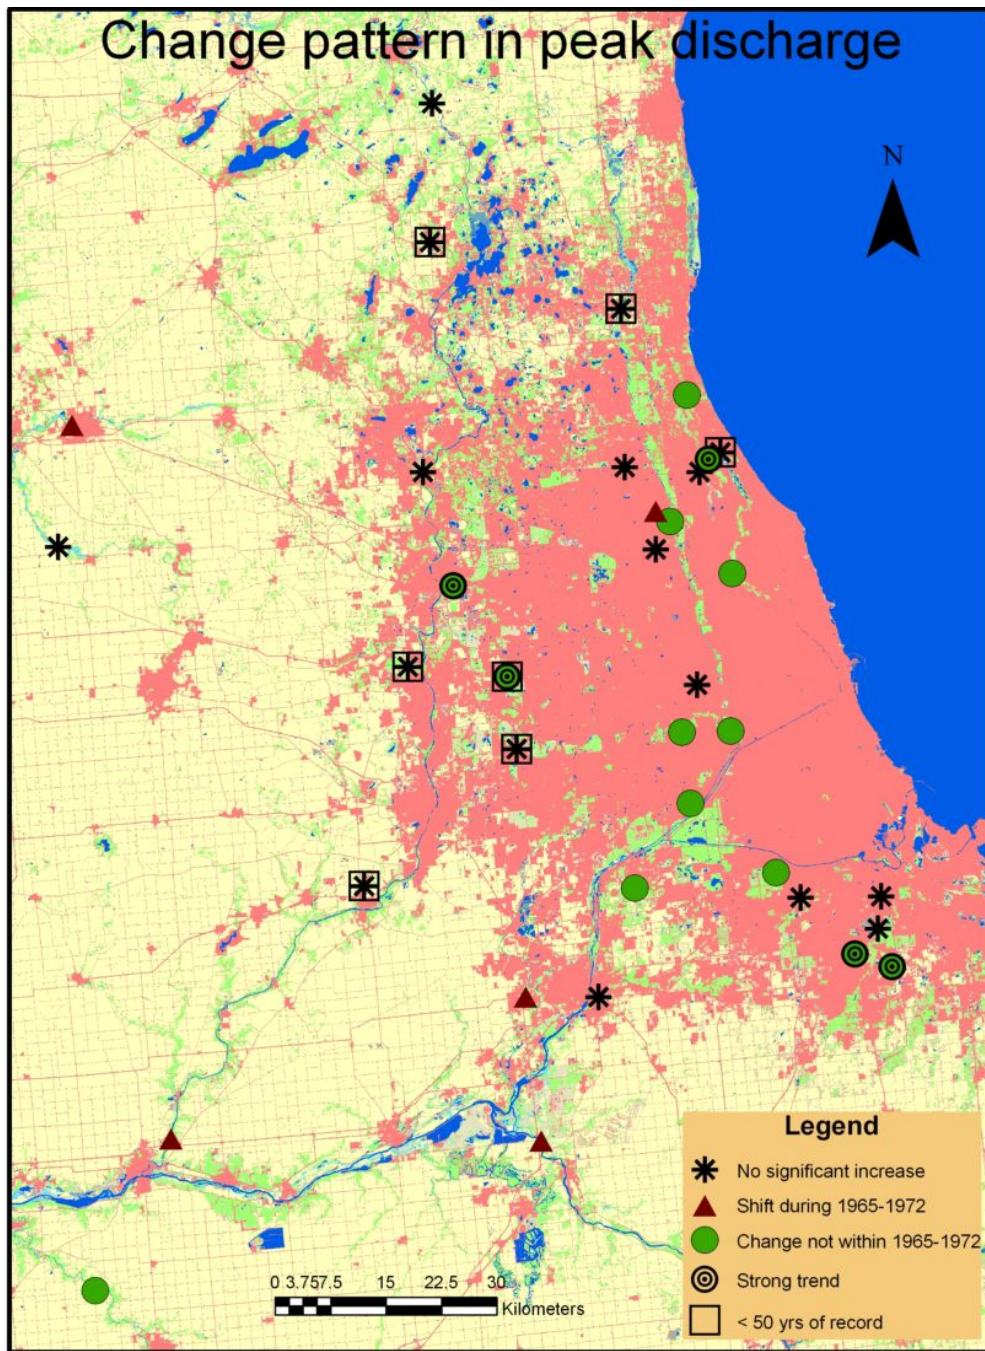 Change pattern in peak discharge
N
Legend
No significant increase
Shift during 1965-1972
Change not within 1965-1972
Strong trend
< 50 yrs of record
0 3.757.5 15 22.5 30
Kilometers